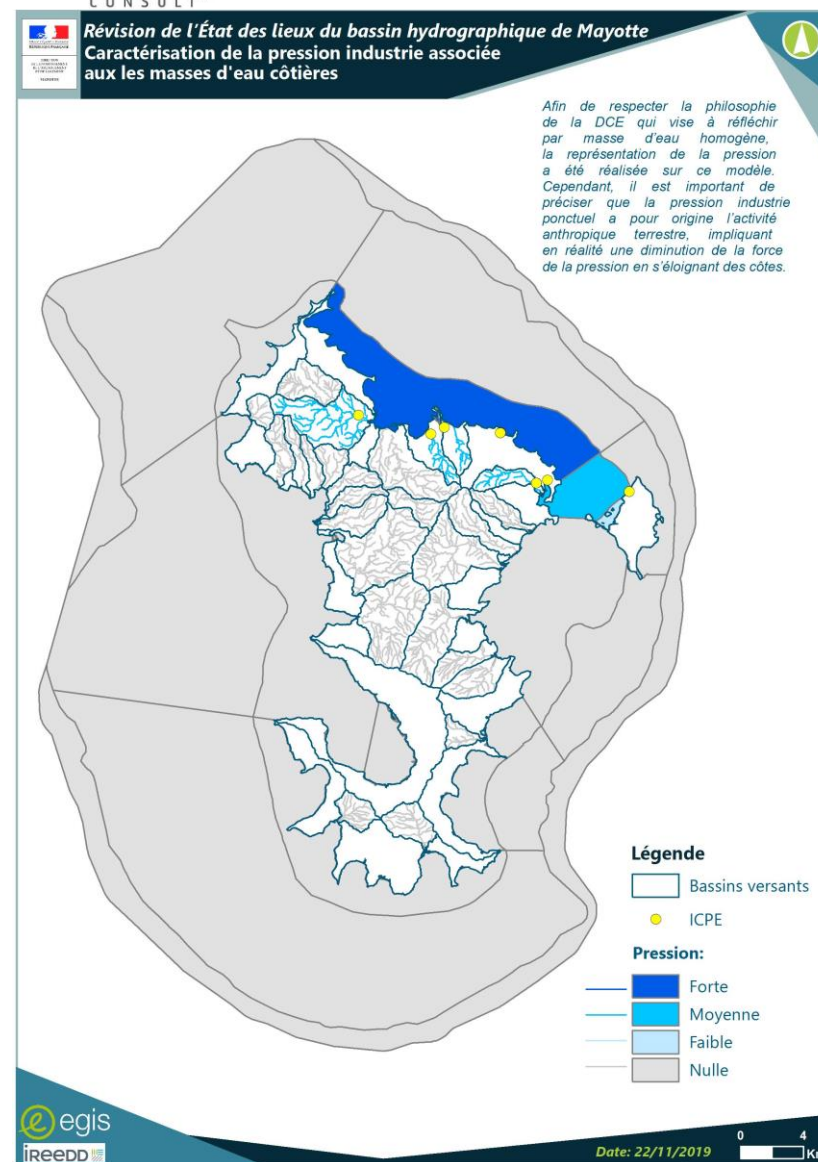 CONSULT
Révision de l'État des lieux du bassin hydrographique de Mayotte
Caractérisation de la pression industrie associée
aux les masses d'eau côtières
Afin de respecter la philosophie
de la DCE qui vise à réfléchir
par masse d'eau homogène,
la représentation de la pression
a été réalisée sur ce modèle.
Cependant, il est important de
préciser que la pression industrie
ponctuel a pour origine l'activité
anthropique terrestre, impliquant
en réalité une diminution de la force
de la pression en s'éloignant des côtes.
Légende
Bassins versants
ICPE
Pression:
Forte
Moyenne
Faible
Nulle
egis
iReeDD
Date: 22/11/2019
0 4
Km